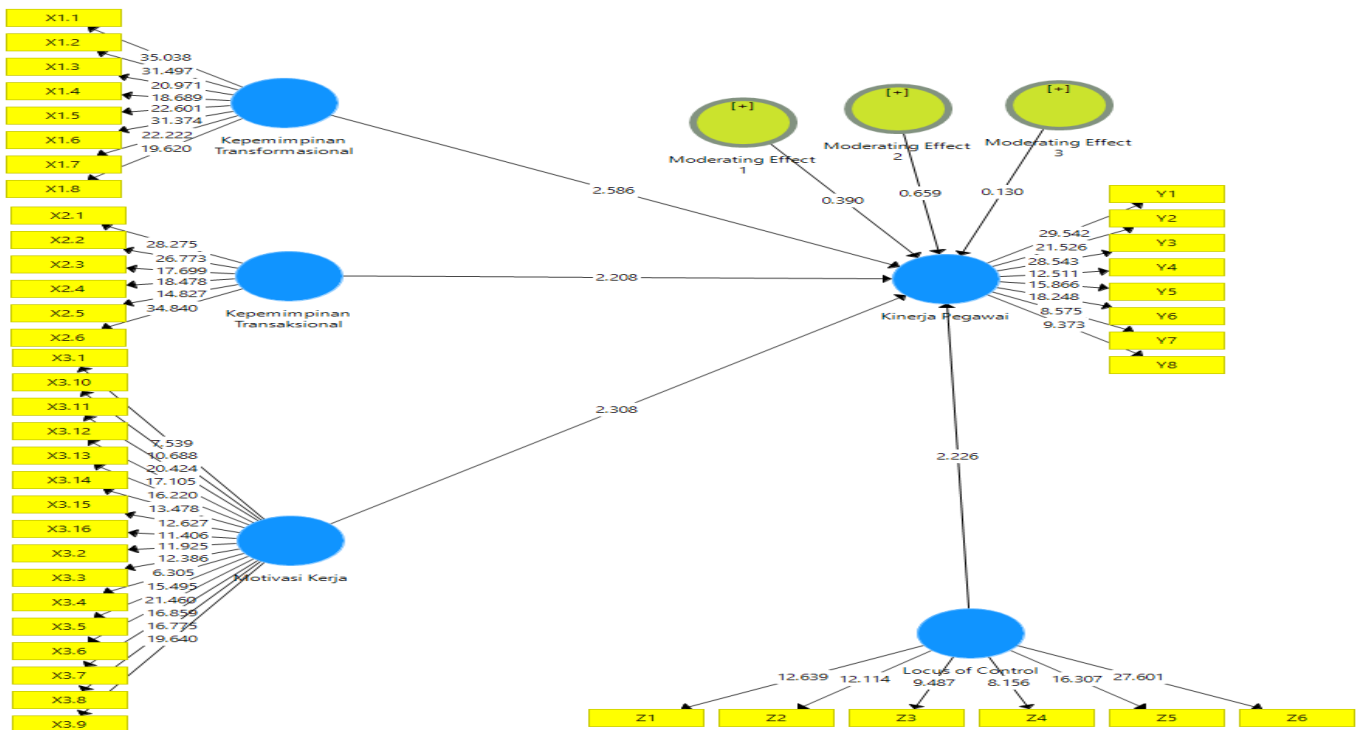 X1.1
X1.2
X1.3
X1.4
X1.5
X1.6
X1.7
X1.8
35.038
31.497
20.971
18.689
22.601
31.374
22.222
19.620
Kepemimpinan
Transformasional
X2.1
X2.2
X2.3
X2.4
X2.5
X2.6
28.275
26.773
17.699
18.478
14.827
34.840
Kepemimpinan
Transaksional
X3.1
X3.10
X3.11
X3.12
X3.13
X3.14
X3.15
X3.16
X3.2
X3.3
X3.4
X3.5
X3.6
X3.7
X3.8
X3.9
7.539
10.688
20.424
17.105
16.220
13.478
12.627
11.406
11.925
12.386
6.305
15.495
21.460
16.859
16.775
19.640
Motivasi Kerja
2.586
2.208
2.308
[+]
Moderating Effect
1
[+]
Moderating Effect
2
[+]
Moderating Effect
3
0.390
0.659
0.130
Kinerja Pegawai
29.542
21.526
28.543
12.511
15.866
18.248
8.575
9.373
Y1
Y2
Y3
Y4
Y5
Y6
Y7
Y8
2.226
Locus of Control
12.639
12.114
9.487
8.156
16.307
27.601
Z1
Z2
Z3
Z4
Z5
Z6